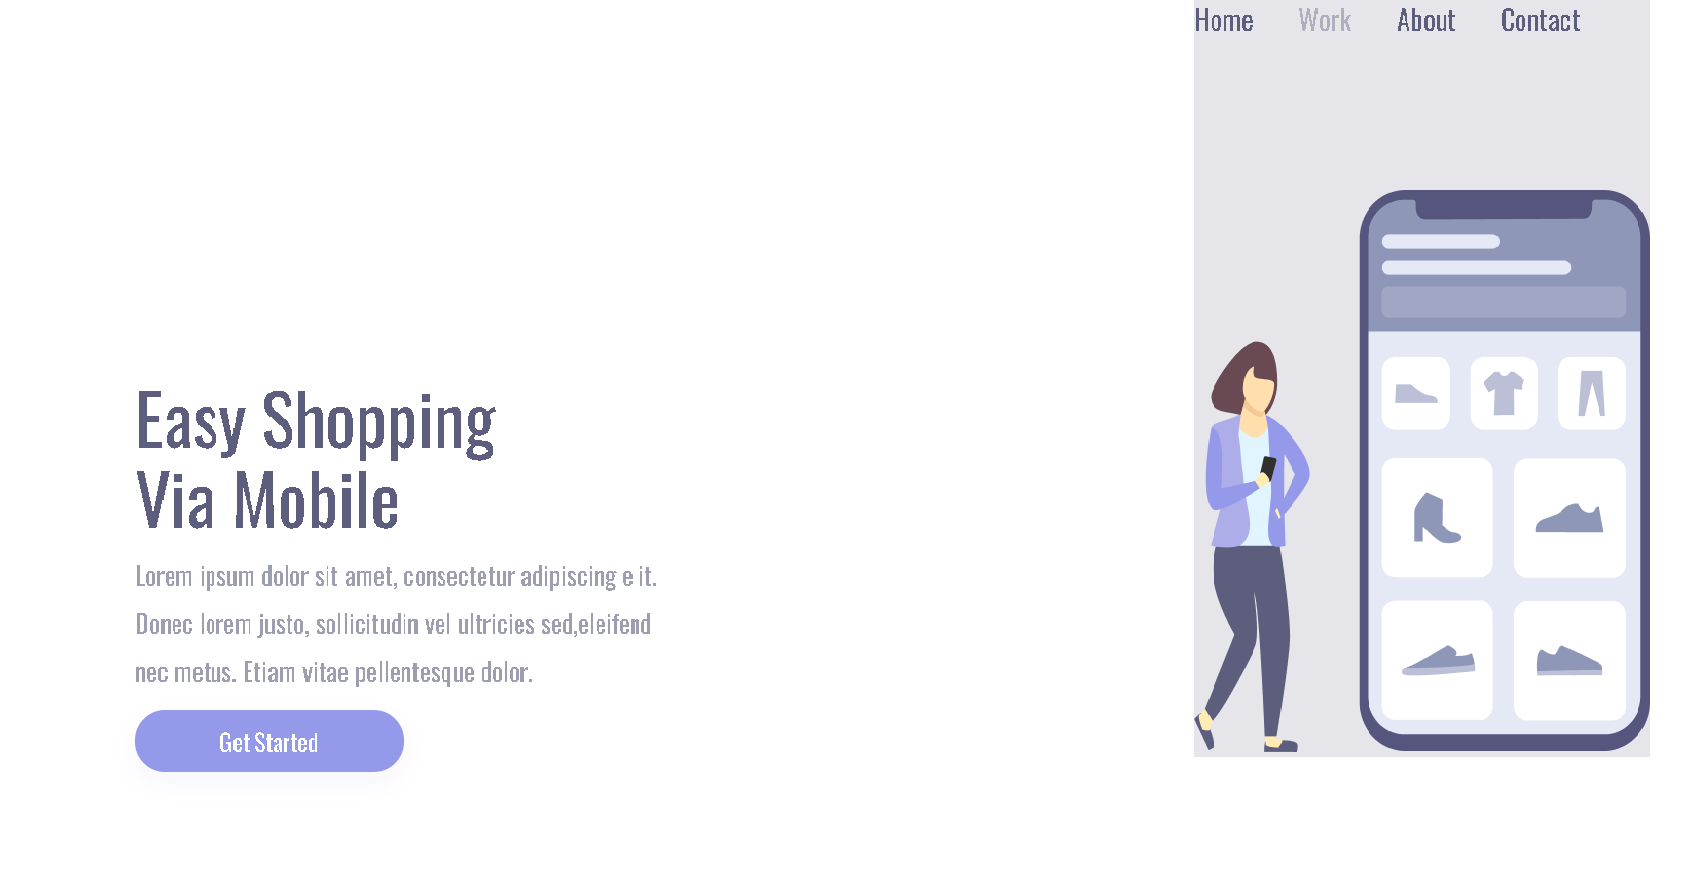 Home Work About Contact
Easy Shopping
Via Mobile
Lorem ipsum dolor sit amet, consectetur adipiscing e it.
Donec lorem justo, sollicitudin vel ultricies sed,eleifend
nec metus. Etiam vitae pellentesque dolor.
Get Started